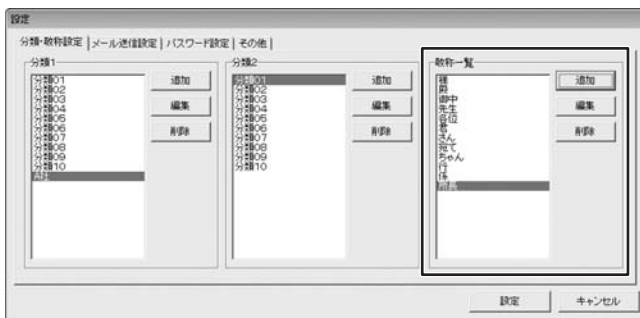 設定
分類・敬称設定 メール送信設定 パスワード設定 その他
分類1
分類01
分類02
分類03
分類04
分類05
分類06
分類07
分類08
分類09
分類10
A社
追加
編集
削除
分類2
分類01
分類02
分類03
分類04
分類05
分類06
分類07
分類08
分類09
分類10
追加
編集
削除
敬称一覧
様
殿
御中
先生
各位
君
さん
宛て
ちゃん
行
係
追加
編集
削除
設定 キャンセル